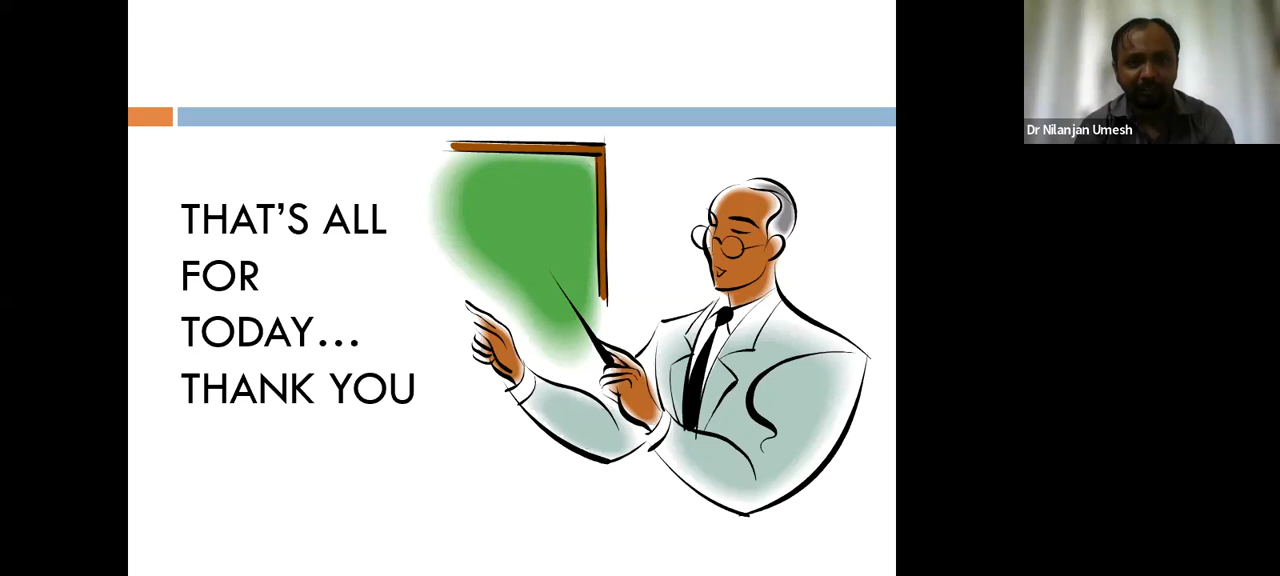 THAT’S ALL
FOR
TODAY…
THANK YOU
Dr Nilanjan Umesh